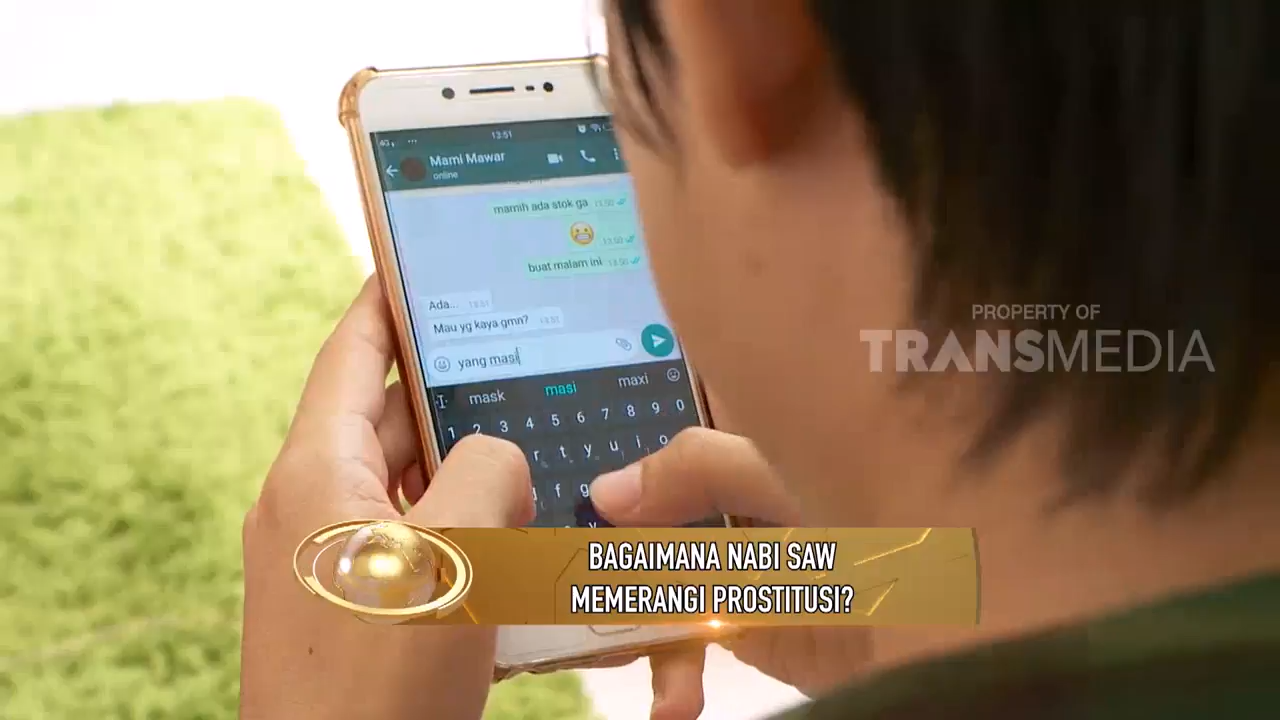 13:51
4G
Mami Mawar
online
mamih ada stok ga 13:50
13:50
buat malam ini 13:50
Ada... 13:51
Mau yg kaya gmn? 13:51
yang masi
mask masi maxi
1 2 3 4 5 6 7 8 9 0
r t y u i o
f g
v
PROPERTY OF
TRANSMEDIA
BAGAIMANA NABI SAW
MEMERANGI PROSTITUSI?